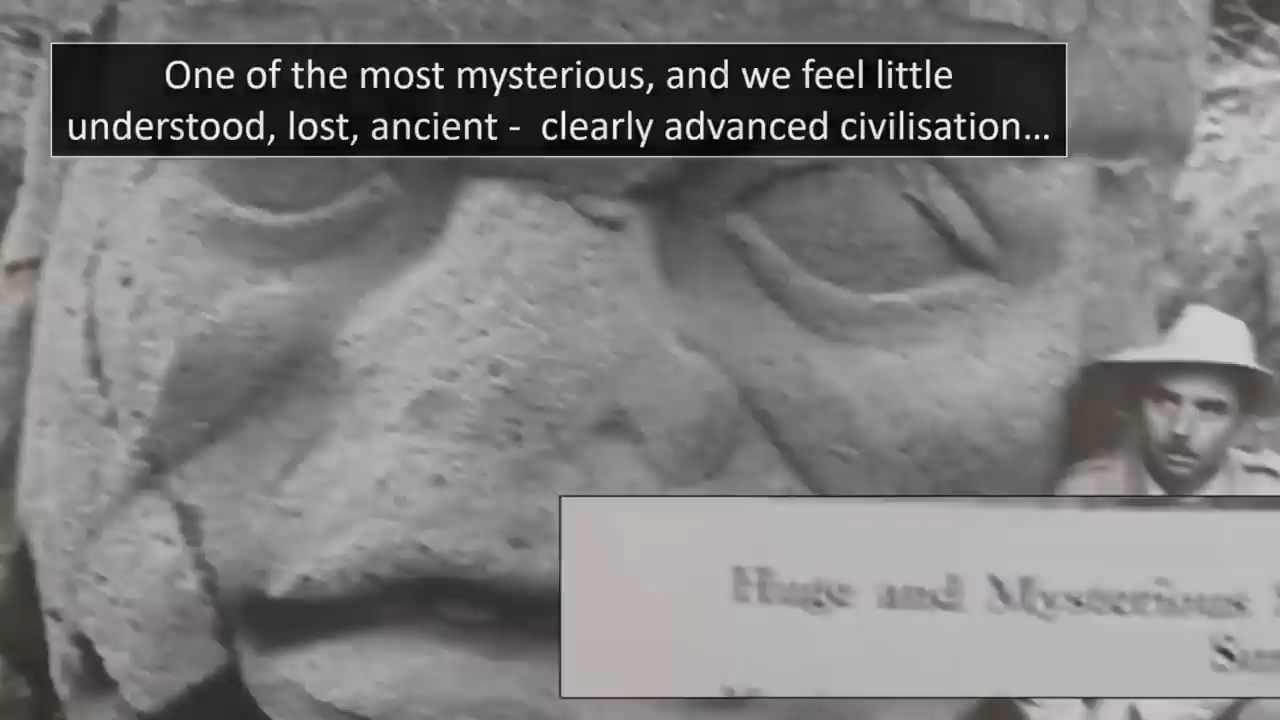 One of the most mysterious, and we feel little
understood, lost, ancient - clearly advanced civilisation...
Huge and Mysterious